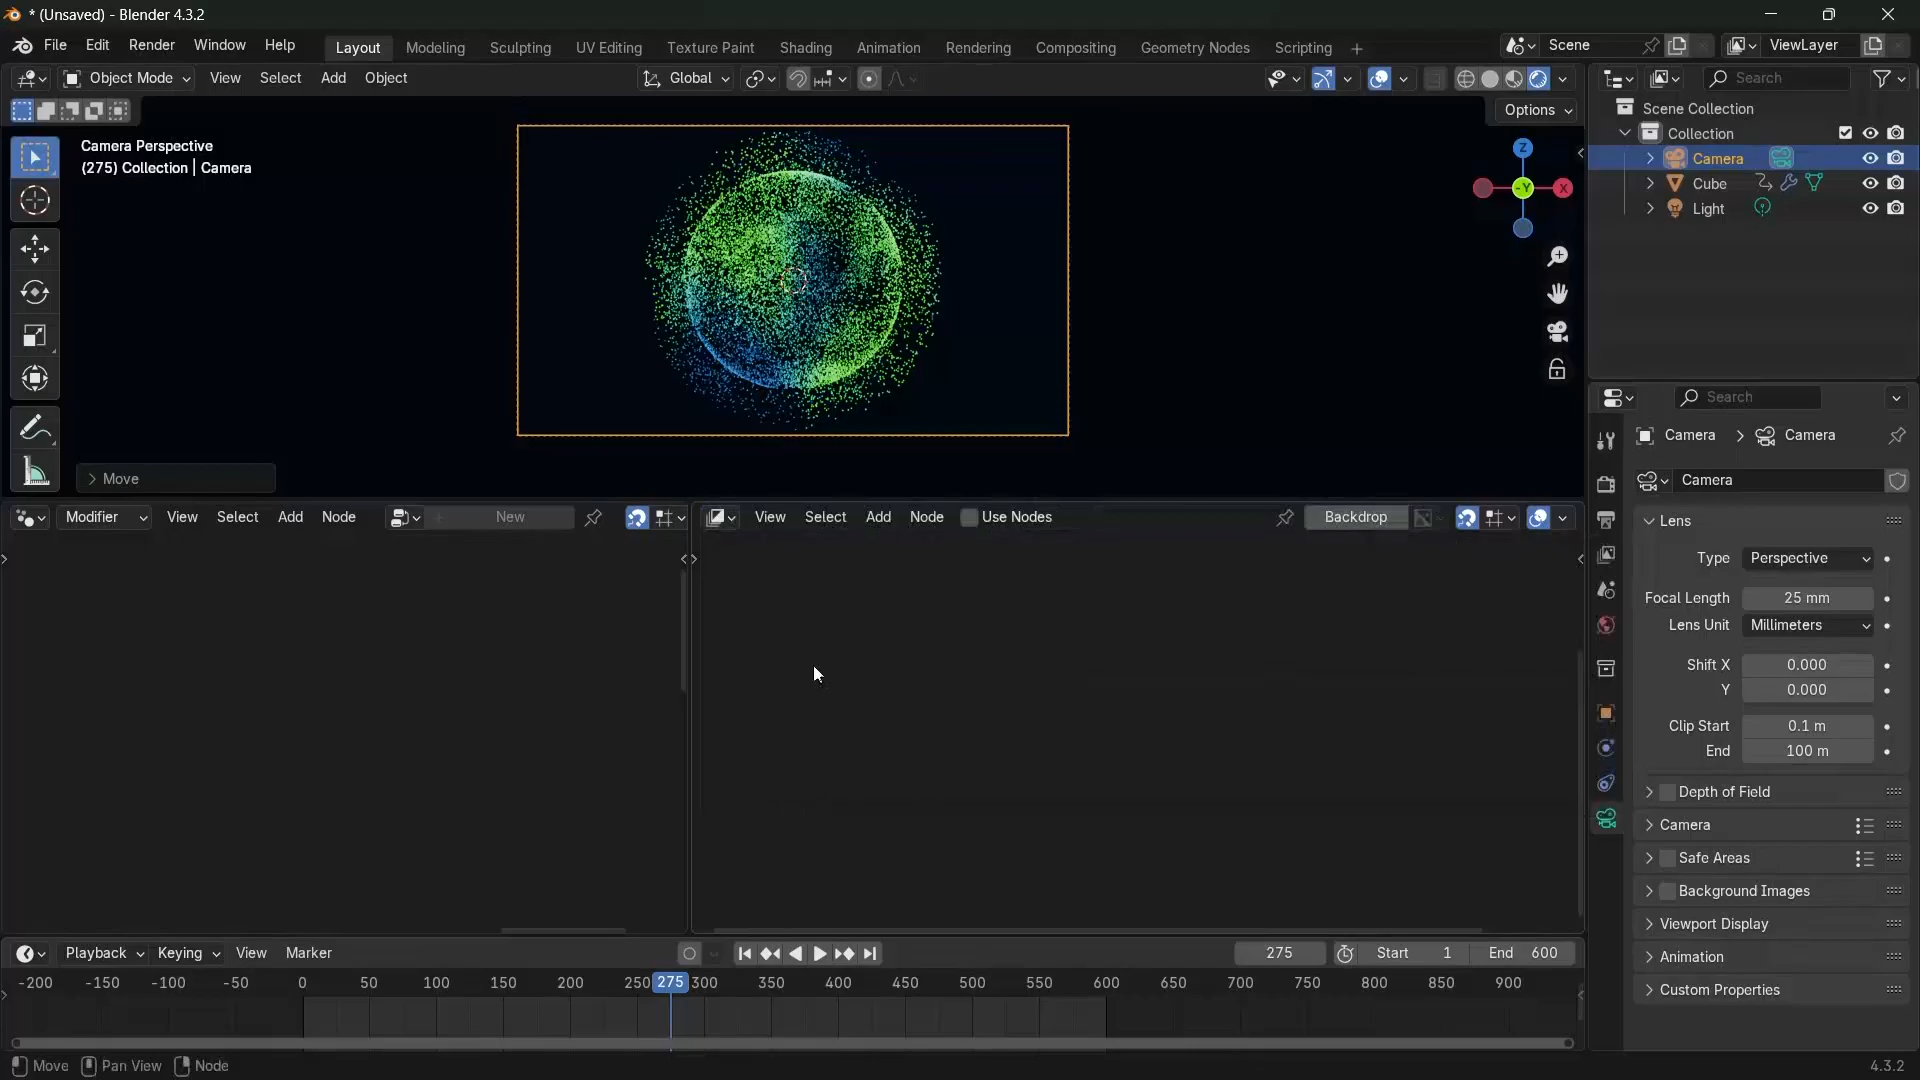 * (Unsaved) - Blender 4.3.2
File Edit Render Window Help Layout Modeling Sculpting UV Editing Texture Paint Shading Animation Rendering Compositing Geometry Nodes Scripting + Scene ViewLayer
Object Mode View Select Add Object Global Search
Options
Scene Collection
Collection
Camera
Cube
Light
Camera Perspective
(275) Collection | Camera
Z
-Y
X
Move
Search
Camera > Camera
Camera
Lens
Type Perspective
Focal Length 25 mm
Lens Unit Millimeters
Shift X 0.000
Y 0.000
Clip Start 0.1 m
End 100 m
Depth of Field
Camera
Safe Areas
Background Images
Viewport Display
Animation
Custom Properties
Modifier View Select Add Node New
View Select Add Node Use Nodes Backdrop
Playback Keying View Marker 275 Start 1 End 600
-200 -150 -100 -50 0 50 100 150 200 250 275 300 350 400 450 500 550 600 650 700 750 800 850 900
Move Pan View Node 4.3.2